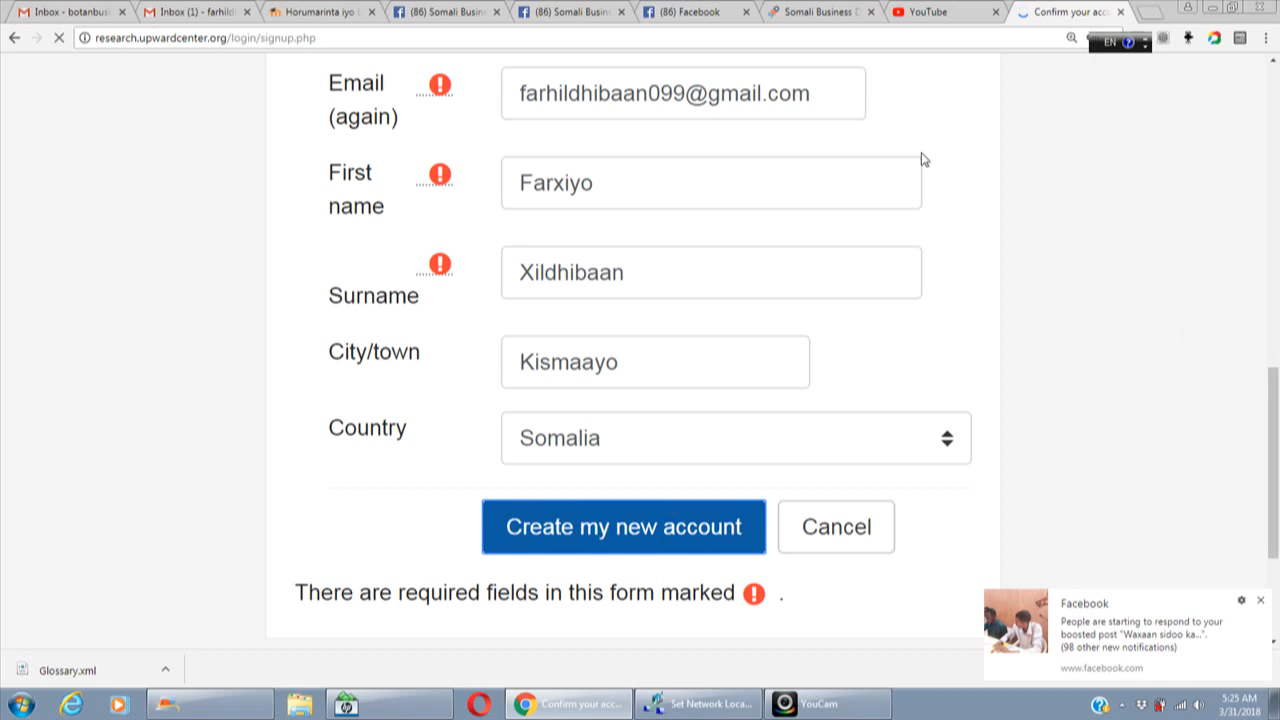 Inbox - botanbusi
Inbox (1) - farhild
Horumarinta iyo
(86) Somali Busine
(86) Somali Busine
(86) Facebook
Somali Business D
YouTube
Confirm your acc
research.upwardcenter.org/login/signup.php
EN
Email
(again)
farhildhibaan099@gmail.com
First
name
Farxiyo
Surname
Xildhibaan
City/town
Kismaayo
Country
Somalia
Create my new account
Cancel
There are required fields in this form marked .
Facebook
People are starting to respond to your
boosted post "Waxaan sidoo ka...".
(98 other new notifications)
www.facebook.com
Glossary.xml
Confirm your acc...
Set Network Loca...
YouCam
5:25 AM
3/31/2018